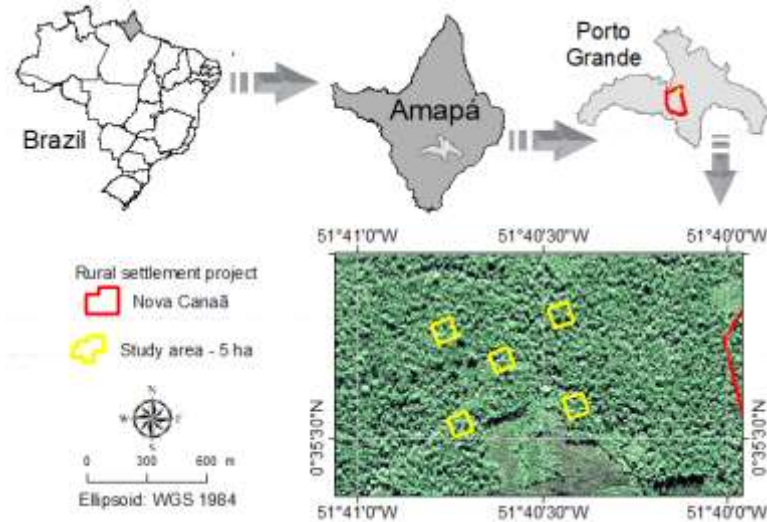 Brazil
Amapá
Porto
Grande
51°41'0"W 51°40'30"W 51°40'0"W
Rural settlement project
Nova Canaã
Study area - 5 ha
N
W E
S
0 300 600 m
Ellipsoid: WGS 1984
0°35'30"N 0°35'30"N
51°41'0"W 51°40'30"W 51°40'0"W